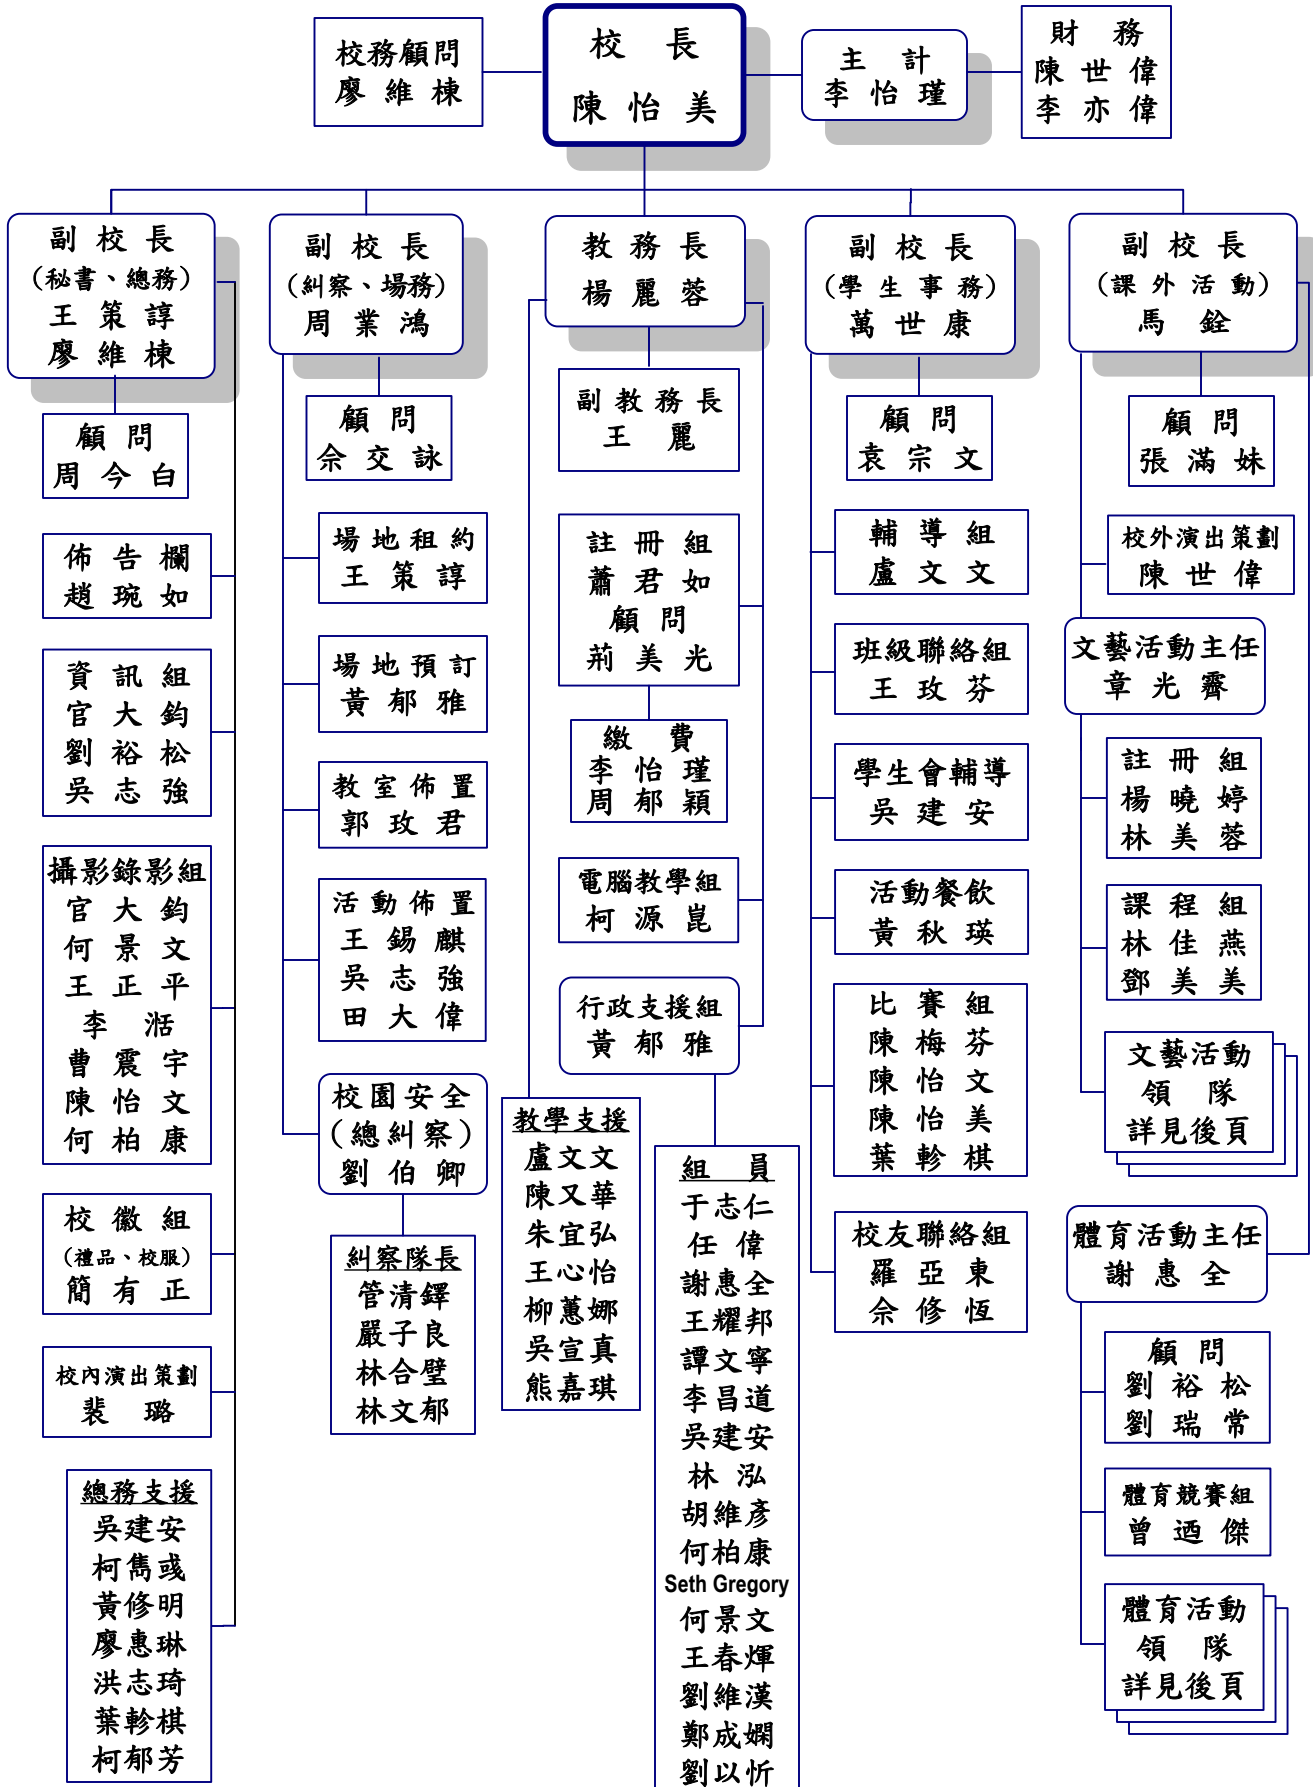 校務顧問
廖維棟
校長
陳怡美
主計
李怡瑾
財務
陳世偉
李亦偉
副校長
(秘書、總務)
王策諄
廖維棟
顧問
周今白
佈告欄
趙琬如
資訊組
官大鈞
劉裕松
吳志強
攝影錄影組
官大鈞
何景文
王正平
李湉
曹震宇
陳怡文
何柏康
校徽組
(禮品、校服)
簡有正
校內演出策劃
裴璐
總務支援
吳建安
柯雋彧
黃修明
廖惠琳
洪志琦
葉軫棋
柯郁芳
副校長
(糾察、場務)
周業鴻
顧問
佘交詠
場地租約
王策諄
場地預訂
黃郁雅
教室佈置
郭玫君
活動佈置
王錫麒
吳志強
田大偉
校園安全
(總糾察)
劉伯卿
糾察隊長
管清鐸
嚴子良
林合壁
林文郁
教務長
楊麗蓉
副教務長
王麗
註冊組
蕭君如
顧問
荊美光
繳費
李怡瑾
周郁穎
電腦教學組
柯源崑
行政支援組
黃郁雅
教學支援
盧文文
陳又華
朱宜弘
王心怡
柳蕙娜
吳宣真
熊嘉琪
組員
于志仁
任偉
謝惠全
王耀邦
譚文寧
李昌道
吳建安
林泓
胡維彥
何柏康
Seth Gregory
何景文
王春煇
劉維漢
鄭成嫻
劉以忻
副校長
(學生事務)
萬世康
顧問
袁宗文
輔導組
盧文文
班級聯絡組
王玫芬
學生會輔導
吳建安
活動餐飲
黃秋瑛
比賽組
陳梅芬
陳怡文
陳怡美
葉軫棋
校友聯絡組
羅亞東
佘修恆
副校長
(課外活動)
馬銓
顧問
張滿妹
校外演出策劃
陳世偉
文藝活動主任
章光霽
註冊組
楊曉婷
林美蓉
課程組
林佳燕
鄧美美
文藝活動
領隊
詳見後頁
體育活動主任
謝惠全
顧問
劉裕松
劉瑞常
體育競賽組
曾迺傑
體育活動
領隊
詳見後頁